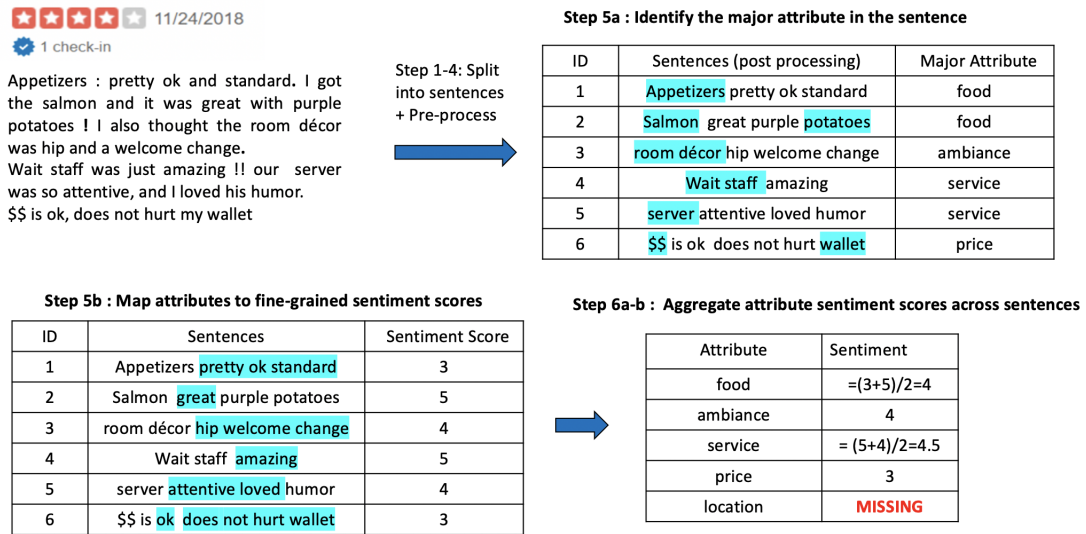 11/24/2018
1 check-in
Appetizers : pretty ok and standard. I got
the salmon and it was great with purple
potatoes ! I also thought the room décor
was hip and a welcome change.
Wait staff was just amazing !! our server
was so attentive, and I loved his humor.
$$ is ok, does not hurt my wallet
Step 1-4: Split
into sentences
+ Pre-process
Step 5a : Identify the major attribute in the sentence
ID Sentences (post processing) Major Attribute
1 Appetizers pretty ok standard food
2 Salmon great purple potatoes food
3 room décor hip welcome change ambiance
4 Wait staff amazing service
5 server attentive loved humor service
6 $$ is ok does not hurt wallet price
Step 5b : Map attributes to fine-grained sentiment scores
ID Sentences Sentiment Score
1 Appetizers pretty ok standard 3
2 Salmon great purple potatoes 5
3 room décor hip welcome change 4
4 Wait staff amazing 5
5 server attentive loved humor 4
6 $$ is ok does not hurt wallet 3
Step 6a-b : Aggregate attribute sentiment scores across sentences
Attribute Sentiment
food =(3+5)/2=4
ambiance 4
service = (5+4)/2=4.5
price 3
location MISSING